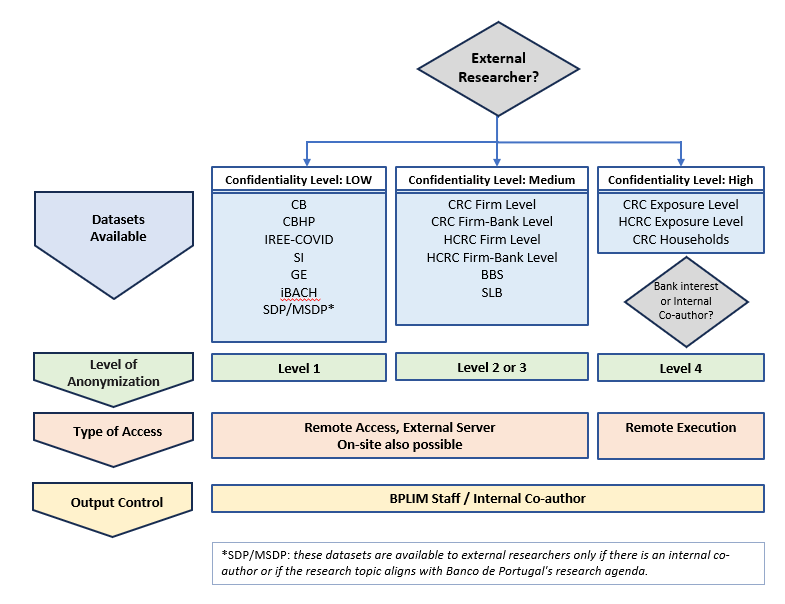 External
Researcher?
Confidentiality Level: LOW
Confidentiality Level: Medium
Confidentiality Level: High
Datasets
Available
CB
CBHP
IREE-COVID
SI
GE
iBACH
SDP/MSDP*
CRC Firm Level
CRC Firm-Bank Level
HCRC Firm Level
HCRC Firm-Bank Level
BBS
SLB
CRC Exposure Level
HCRC Exposure Level
CRC Households
Bank interest
or Internal
Co-author?
Level of
Anonymization
Level 1
Level 2 or 3
Level 4
Type of Access
Remote Access, External Server
On-site also possible
Remote Execution
Output Control
BPLIM Staff / Internal Co-author
*SDP/MSDP: these datasets are available to external researchers only if there is an internal co-
author or if the research topic aligns with Banco de Portugal's research agenda.